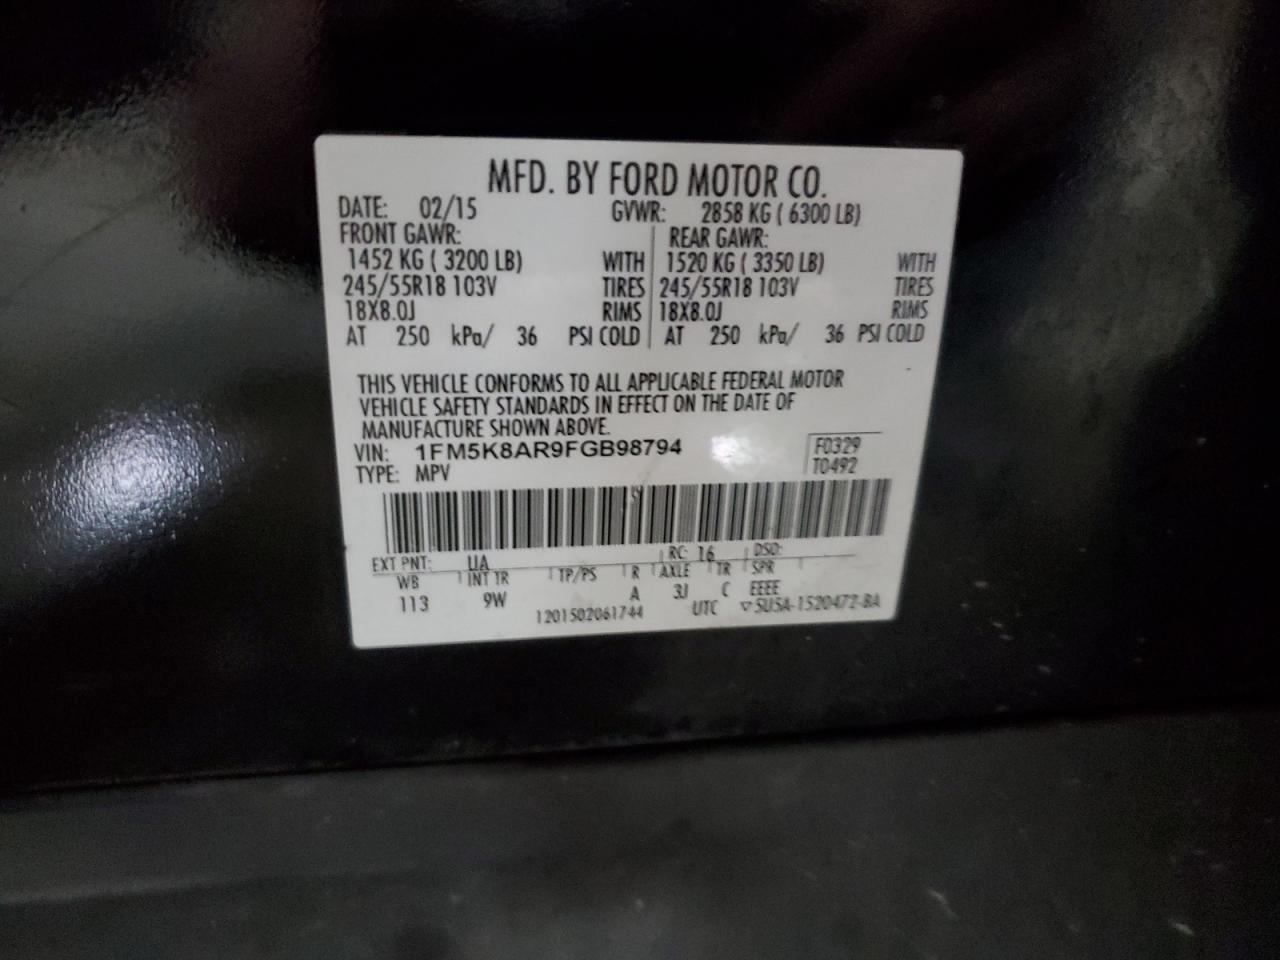 MFD. BY FORD MOTOR CO.
DATE: 02/15 GVWR: 2858 KG ( 6300 LB)
FRONT GAWR: REAR GAWR:
1452 KG ( 3200 LB) WITH 1520 KG ( 3350 LB) WITH
245/55R18 103V TIRES 245/55R18 103V TIRES
18X8.0J RIMS 18X8.0J RIMS
AT 250 kPa/ 36 PSI COLD AT 250 kPa/ 36 PSI COLD
THIS VEHICLE CONFORMS TO ALL APPLICABLE FEDERAL MOTOR
VEHICLE SAFETY STANDARDS IN EFFECT ON THE DATE OF
MANUFACTURE SHOWN ABOVE.
VIN: 1FM5K8AR9FGB98794 F0329
TYPE: MPV T0492
EXT PNT: UA RC: 16 DSO:
WB INT TR TP/PS R AXLE TR SPR
113 9W A 3J C EEEE
1201502061744 UTC ▽5U5A-1520472-BA